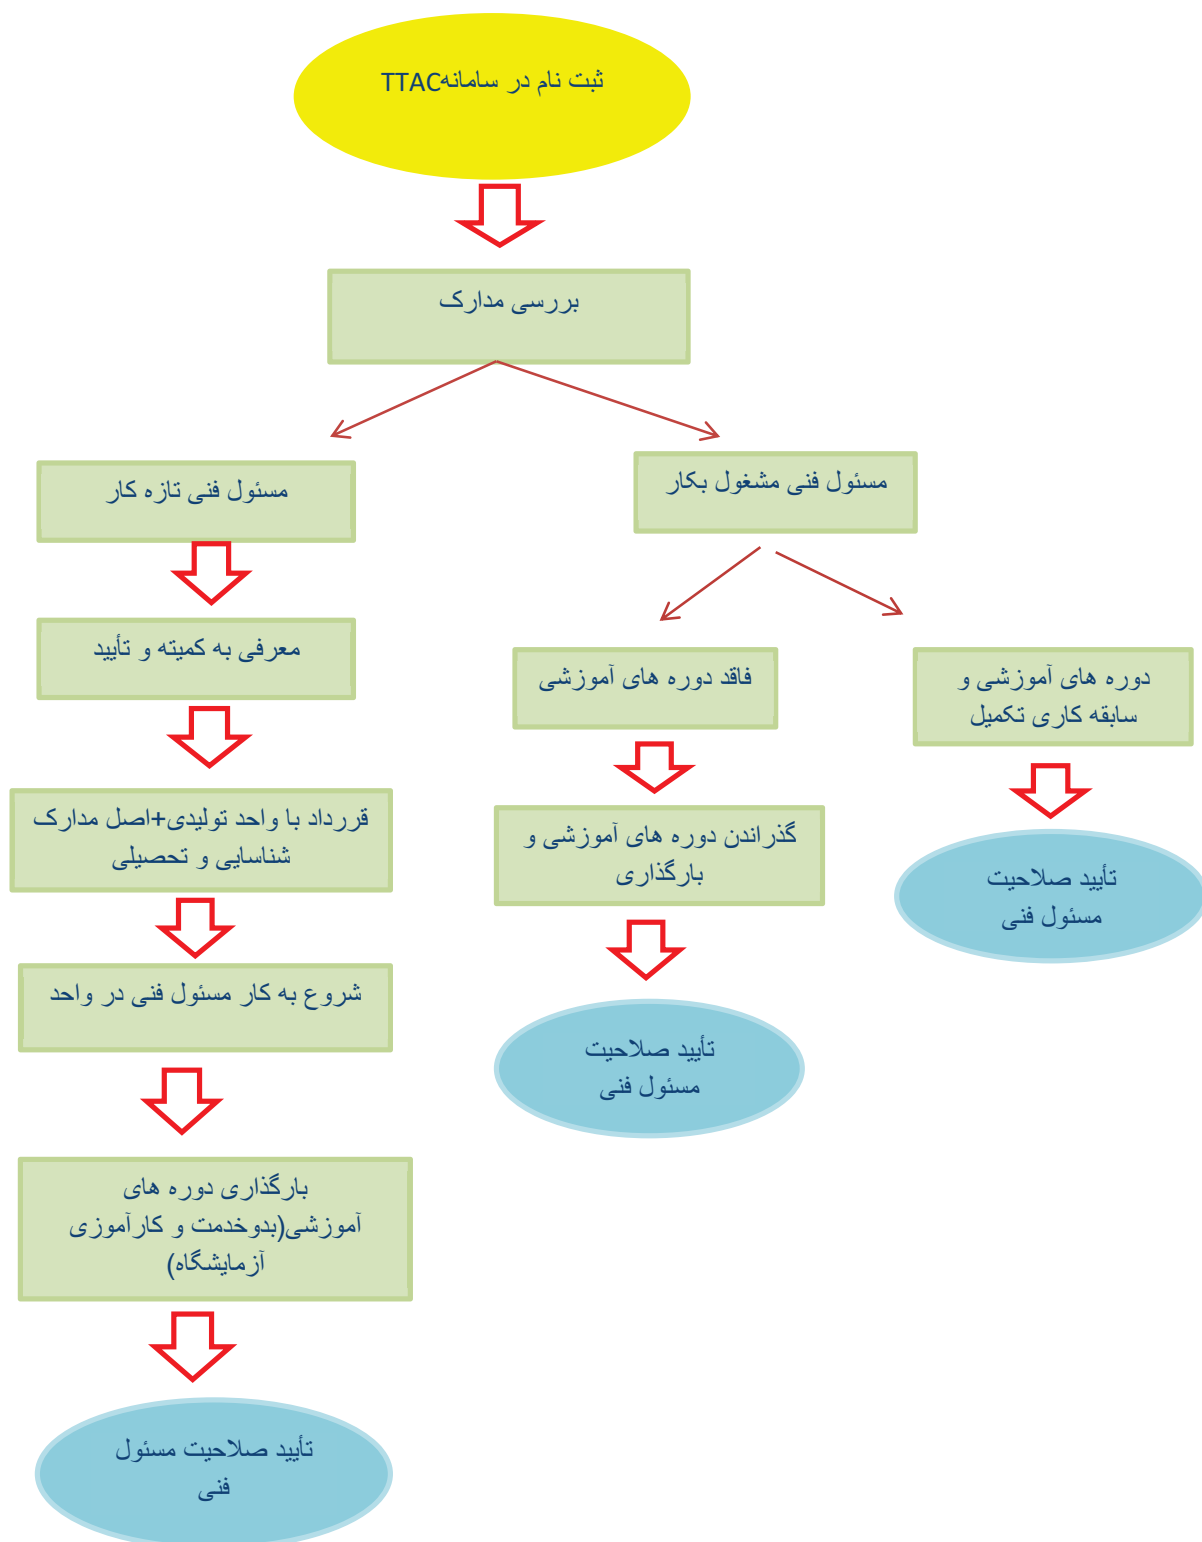 ثبت نام در سامانهTTAC
بررسی مدارک
مسئول فنی مشغول بکار
مسئول فنی تازه کار
دوره های آموزشی و
سابقه کاری تکمیل
فاقد دوره های آموزشی
معرفی به کمیته و تأیید
گذراندن دوره های آموزشی و
بارگذاری
قررداد با واحد تولیدی+اصل مدارک
شناسایی و تحصیلی
تأیید صلاحیت
مسئول فنی
شروع به کار مسئول فنی در واحد
تأیید صلاحیت
مسئول فنی
بارگذاری دوره های
آموزشی(بدوخدمت و کارآموزی
آزمایشگاه)
تأیید صلاحیت مسئول
فنی